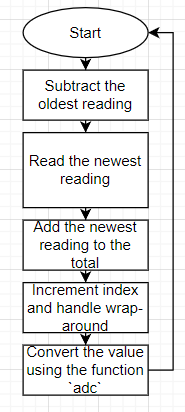 Start
Subtract the
oldest reading
Read the newest
reading
Add the newest
reading to the
total
Increment index
and handle wrap-
around
Convert the value
using the function
`adc`